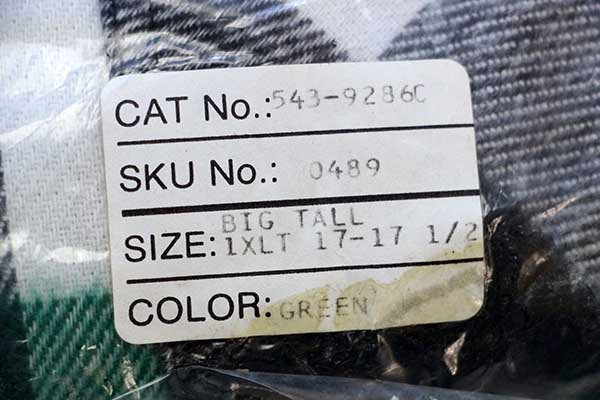 CAT No.: 543-9286C
SKU No.: 0489
BIG TALL
SIZE: 1XLT 17-17 1/2
COLOR: GREEN